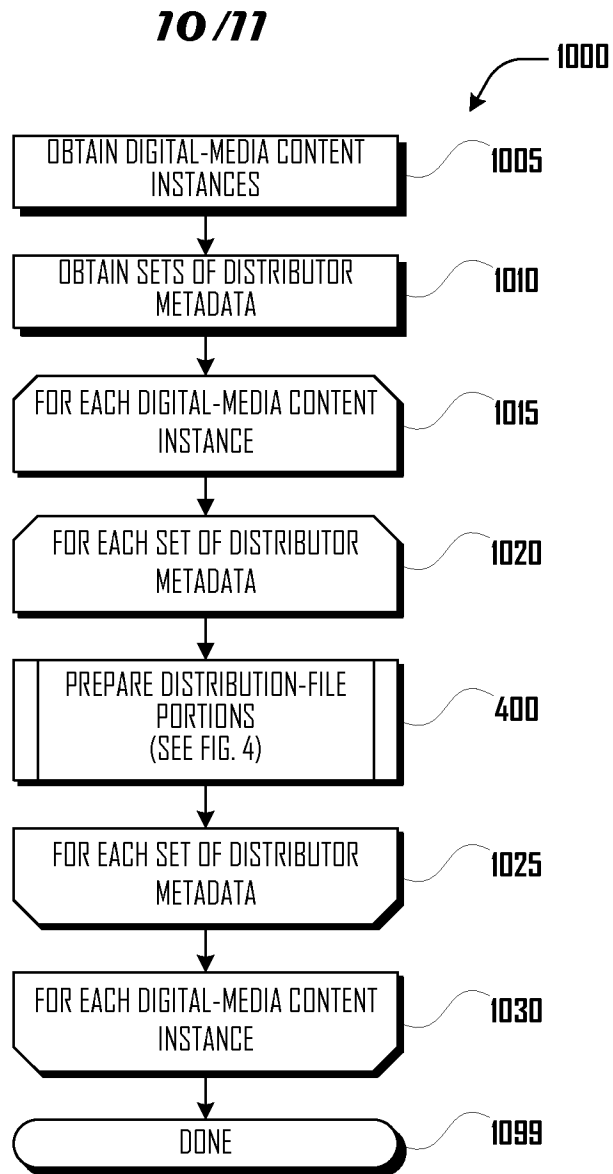 10/11
1000
OBTAIN DIGITAL-MEDIA CONTENT
INSTANCES
1005
OBTAIN SETS OF DISTRIBUTOR
METADATA
1010
FOR EACH DIGITAL-MEDIA CONTENT
INSTANCE
1015
FOR EACH SET OF DISTRIBUTOR
METADATA
1020
PREPARE DISTRIBUTION-FILE
PORTIONS
(SEE FIG. 4)
400
FOR EACH SET OF DISTRIBUTOR
METADATA
1025
FOR EACH DIGITAL-MEDIA CONTENT
INSTANCE
1030
DONE
1099